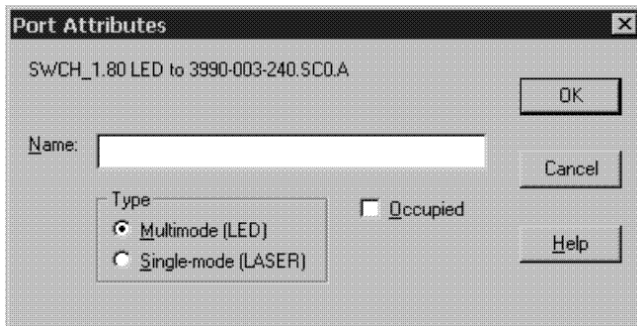 Port Attributes
SWCH_1.80 LED to 3990-003-240.SC0.A
OK
Name:
Cancel
Type
Occupied
Multimode (LED)
Single-mode (LASER)
Help